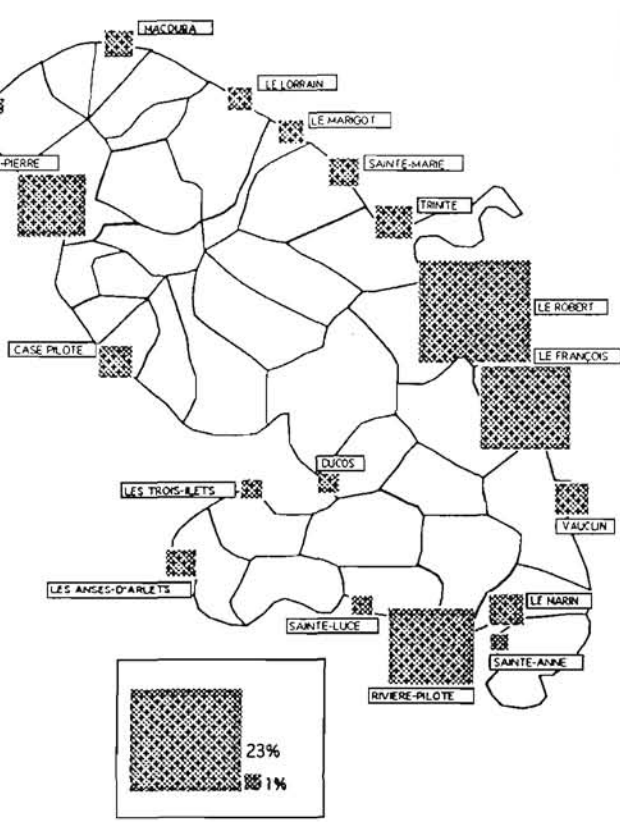 MACOUBA
LE LORRAIN
LE MARIGOT
-PIERRE
SAINTE-MARIE
TRINITE
LE ROBERT
CASE PILOTE
LE FRANÇOIS
DUCOS
LES TROIS-ILETS
VAUCLIN
LES ANSES-D'ARLETS
LE MARIN
SAINTE-LUCE
SAINTE-ANNE
RIVIERE-PILOTE
23%
1%